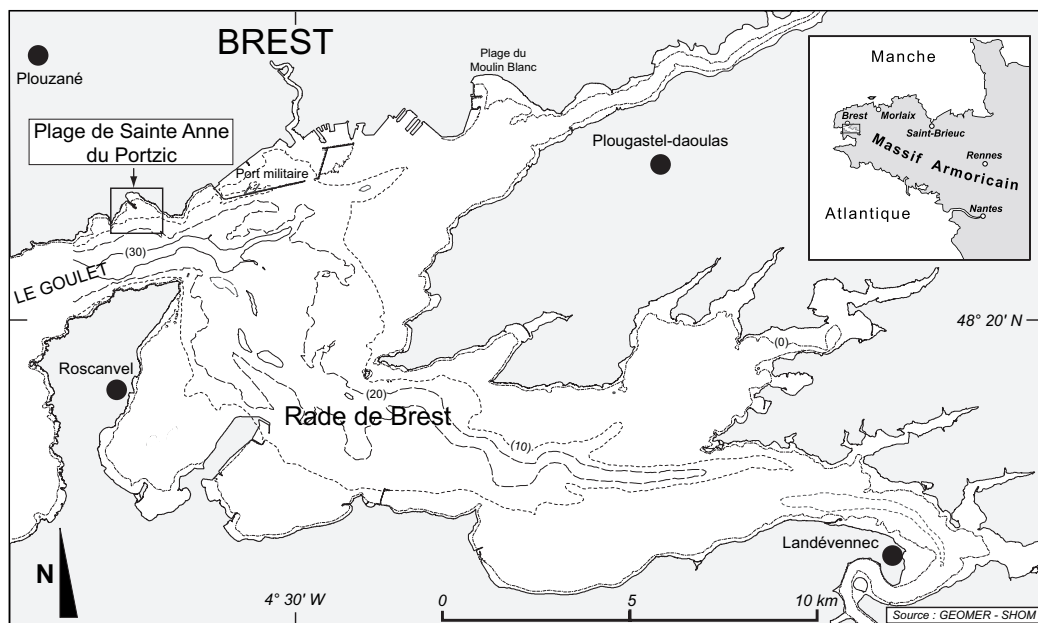 BREST
Plouzané
Plage du
Moulin Blanc
Plage de Sainte Anne
du Portzic
Port militaire
Plougastel-daoulas
Manche
Brest
Morlaix
Saint-Brieuc
Rennes
Massif Armoricain
Nantes
Atlantique
(30)
LE GOULET
48° 20' N
(0)
Roscanvel
(20)
Rade de Brest
(10)
Landévennec
N
4° 30' W
0
5
10 km
Source : GEOMER - SHOM